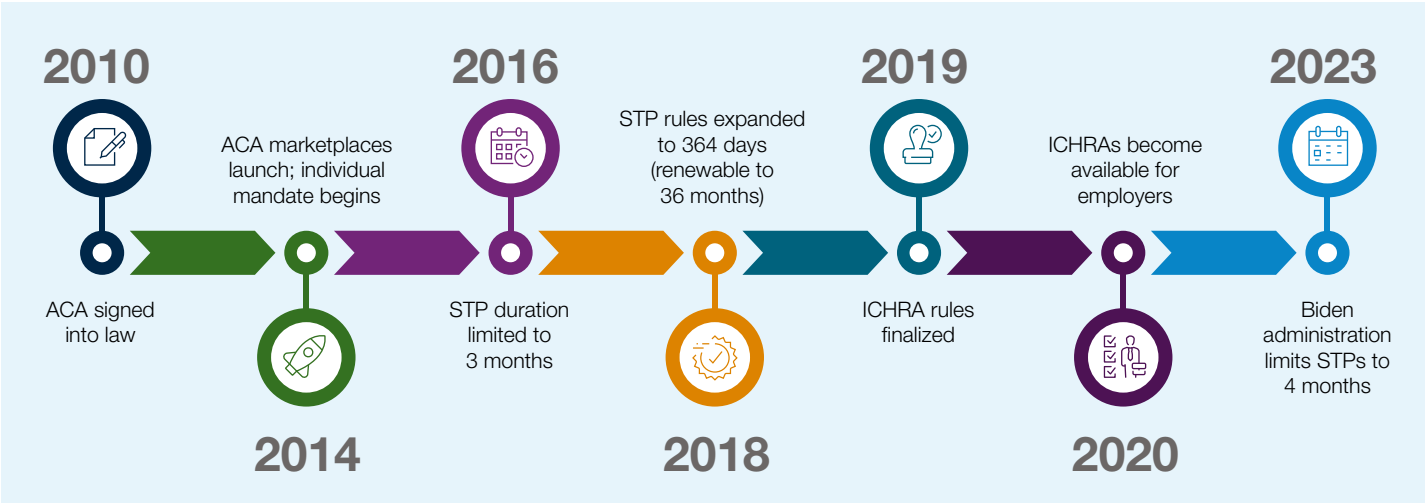 2010
ACA signed
into law
ACA marketplaces
launch; individual
mandate begins
2014
2016
STP duration
limited to
3 months
STP rules expanded
to 364 days
(renewable to
36 months)
2018
2019
ICHRA rules
finalized
ICHRAs become
available for
employers
2020
2023
Biden
administration
limits STPs to
4 months